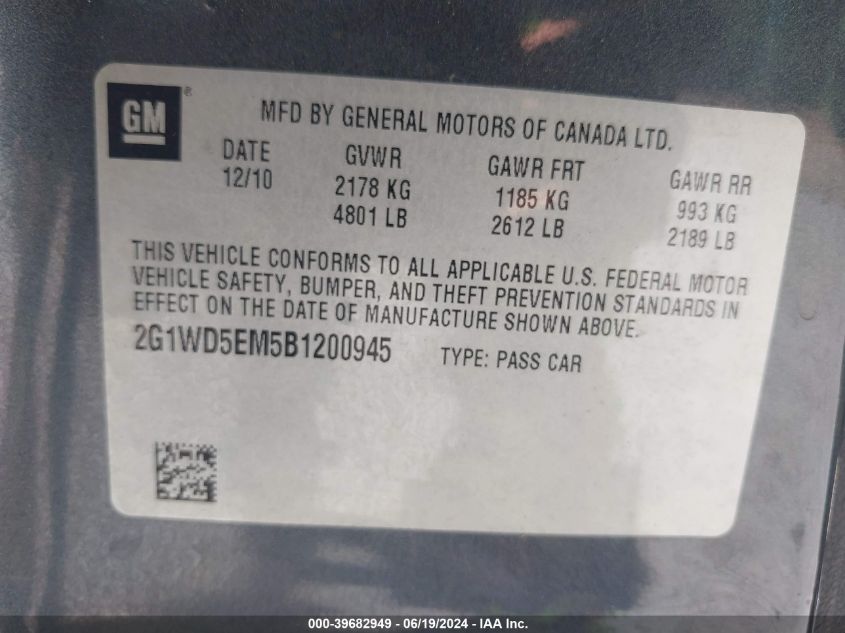 GM®
MFD BY GENERAL MOTORS OF CANADA LTD.
DATE GVWR GAWR FRT GAWR RR
12/10 2178 KG 1185 KG 993 KG
4801 LB 2612 LB 2189 LB
THIS VEHICLE CONFORMS TO ALL APPLICABLE U.S. FEDERAL MOTOR
VEHICLE SAFETY, BUMPER, AND THEFT PREVENTION STANDARDS IN
EFFECT ON THE DATE OF MANUFACTURE SHOWN ABOVE.
2G1WD5EM5B1200945 TYPE: PASS CAR
000-39682949 - 06/19/2024 - IAA Inc.